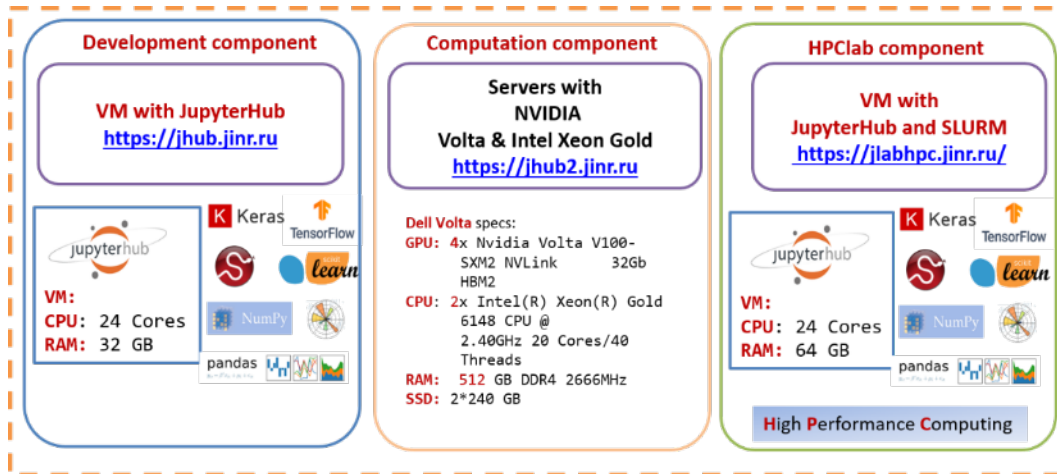 Development component
VM with JupyterHub
https://jhub.jinr.ru
jupyterhub
VM:
CPU: 24 Cores
RAM: 32 GB
K Keras
TensorFlow
S
scikit
learn
NumPy
pandas
Computation component
Servers with
NVIDIA
Volta & Intel Xeon Gold
https://jhub2.jinr.ru
Dell Volta specs:
GPU: 4x Nvidia Volta V100-
SXM2 NVLink 32Gb
HBM2
CPU: 2x Intel(R) Xeon(R) Gold
6148 CPU @
2.40GHz 20 Cores/40
Threads
RAM: 512 GB DDR4 2666MHz
SSD: 2*240 GB
HPClab component
VM with
JupyterHub and SLURM
https://jlabhpc.jinr.ru/
jupyterhub
VM:
CPU: 24 Cores
RAM: 64 GB
K Keras
TensorFlow
S
scikit
learn
NumPy
pandas
High Performance Computing